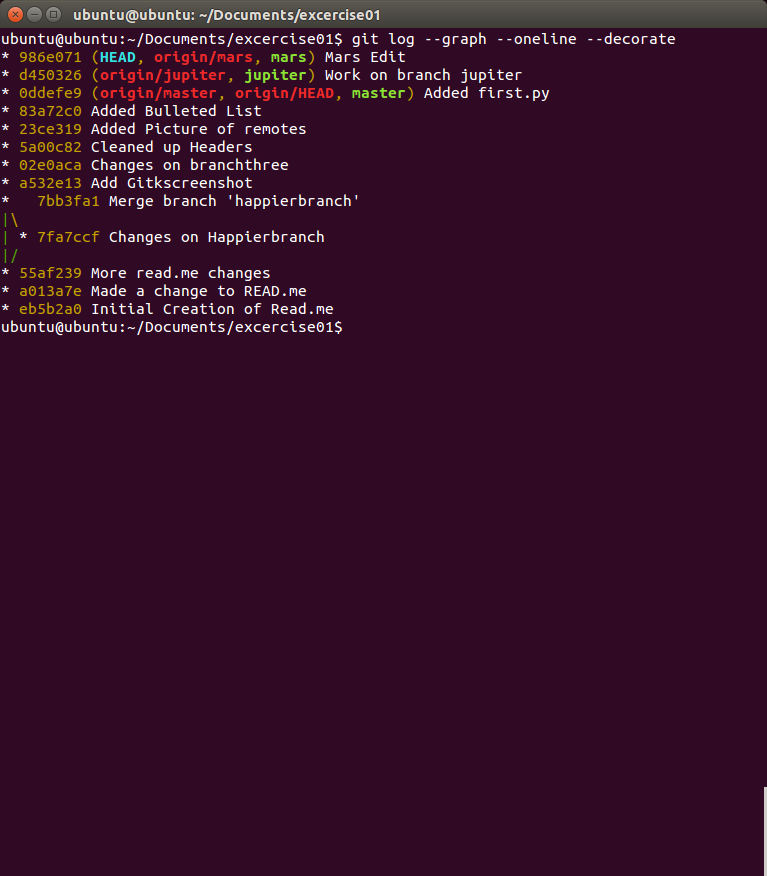 ubuntu@ubuntu: ~/Documents/excercise01
ubuntu@ubuntu:~/Documents/excercise01$ git log --graph --oneline --decorate
* 986e071 (HEAD, origin/mars, mars) Mars Edit
* d450326 (origin/jupiter, jupiter) Work on branch jupiter
* 0ddefe9 (origin/master, origin/HEAD, master) Added first.py
* 83a72c0 Added Bulleted List
* 23ce319 Added Picture of remotes
* 5a00c82 Cleaned up Headers
* 02e0aca Changes on branchthree
* a532e13 Add Gitkscreenshot
*   7bb3fa1 Merge branch 'happierbranch'
|\
| * 7fa7ccf Changes on Happierbranch
|/
* 55af239 More read.me changes
* a013a7e Made a change to READ.me
* eb5b2a0 Initial Creation of Read.me
ubuntu@ubuntu:~/Documents/excercise01$